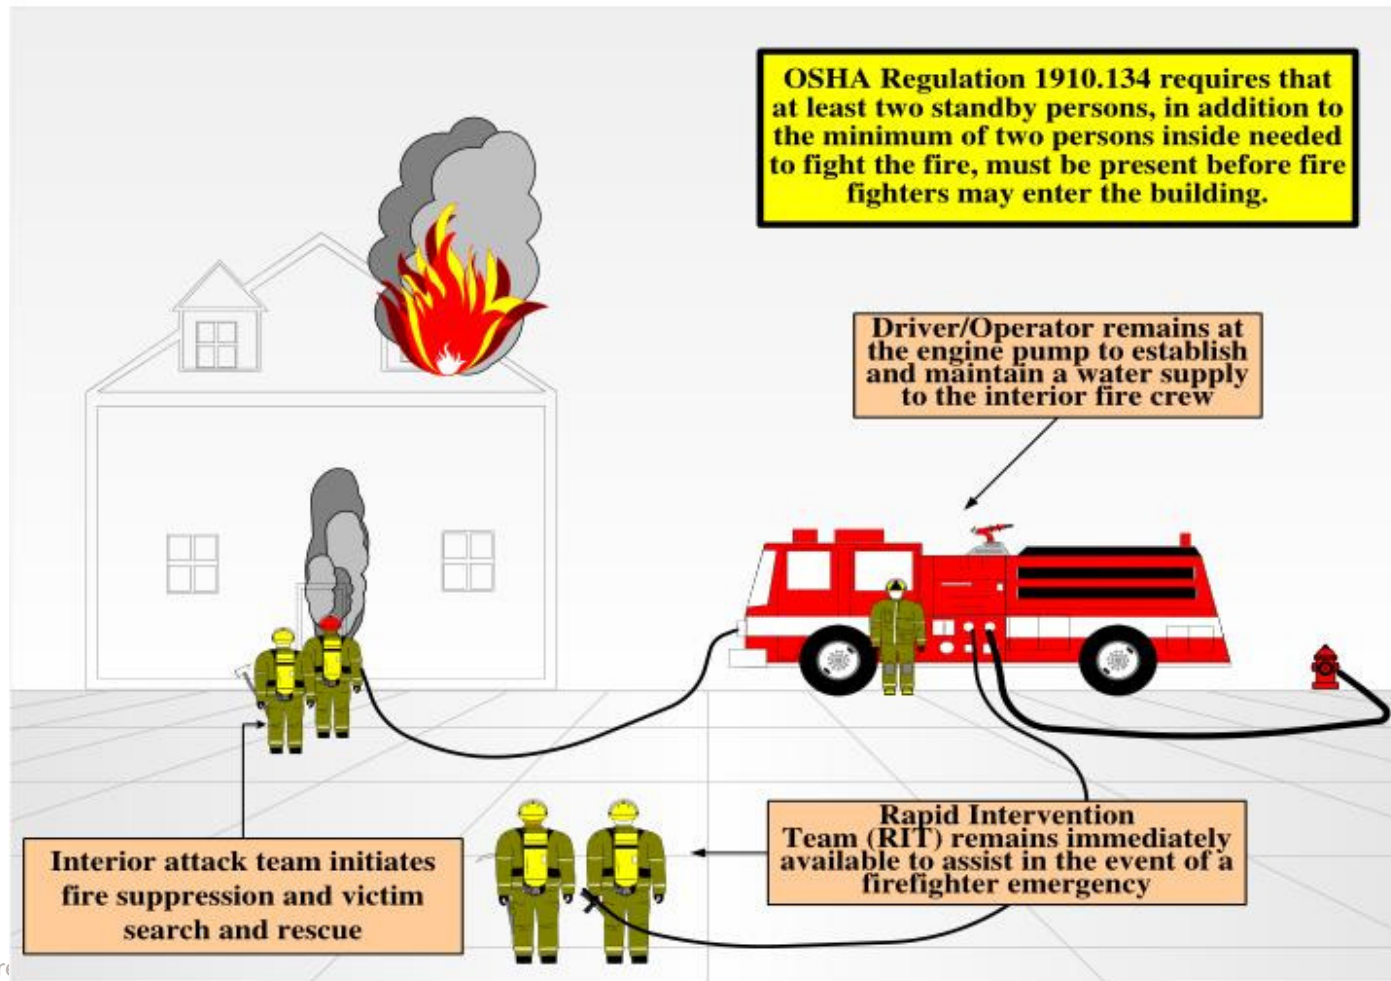 OSHA Regulation 1910.134 requires that
at least two standby persons, in addition to
the minimum of two persons inside needed
to fight the fire, must be present before fire
fighters may enter the building.
Driver/Operator remains at
the engine pump to establish
and maintain a water supply
to the interior fire crew
Interior attack team initiates
fire suppression and victim
search and rescue
Rapid Intervention
Team (RIT) remains immediately
available to assist in the event of a
firefighter emergency